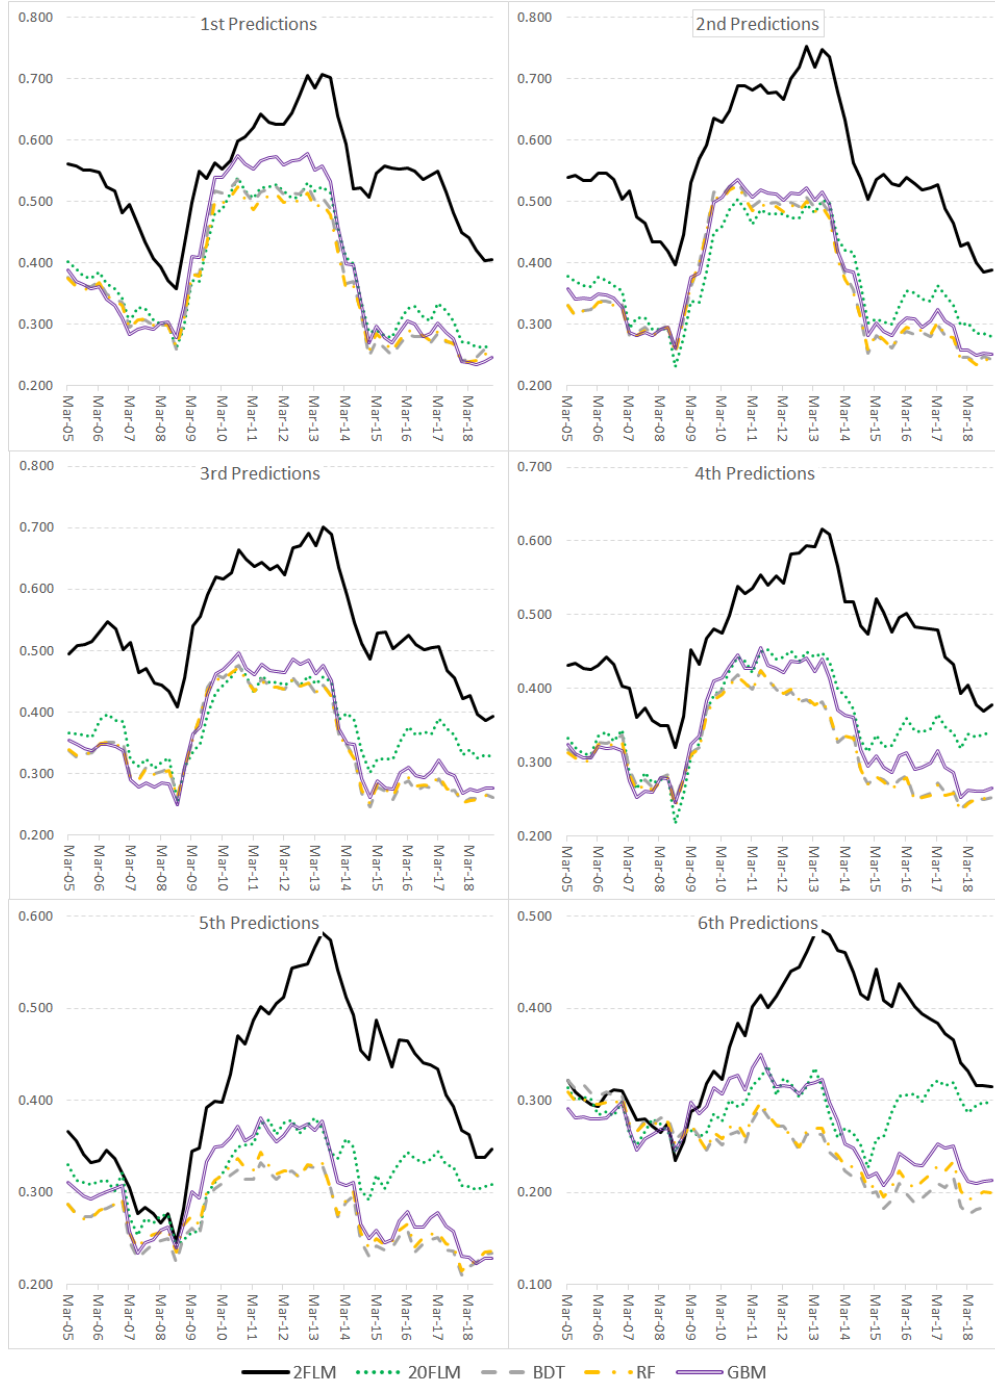 1st Predictions
0.800
0.700
0.600
0.500
0.400
0.300
0.200
Mar-05
Mar-06
Mar-07
Mar-08
Mar-09
Mar-10
Mar-11
Mar-12
Mar-13
Mar-14
Mar-15
Mar-16
Mar-17
Mar-18
2nd Predictions
0.800
0.700
0.600
0.500
0.400
0.300
0.200
Mar-05
Mar-06
Mar-07
Mar-08
Mar-09
Mar-10
Mar-11
Mar-12
Mar-13
Mar-14
Mar-15
Mar-16
Mar-17
Mar-18
3rd Predictions
0.800
0.700
0.600
0.500
0.400
0.300
0.200
Mar-05
Mar-06
Mar-07
Mar-08
Mar-09
Mar-10
Mar-11
Mar-12
Mar-13
Mar-14
Mar-15
Mar-16
Mar-17
Mar-18
4th Predictions
0.700
0.600
0.500
0.400
0.300
0.200
Mar-05
Mar-06
Mar-07
Mar-08
Mar-09
Mar-10
Mar-11
Mar-12
Mar-13
Mar-14
Mar-15
Mar-16
Mar-17
Mar-18
5th Predictions
0.600
0.500
0.400
0.300
0.200
Mar-05
Mar-06
Mar-07
Mar-08
Mar-09
Mar-10
Mar-11
Mar-12
Mar-13
Mar-14
Mar-15
Mar-16
Mar-17
Mar-18
6th Predictions
0.500
0.400
0.300
0.200
0.100
Mar-05
Mar-06
Mar-07
Mar-08
Mar-09
Mar-10
Mar-11
Mar-12
Mar-13
Mar-14
Mar-15
Mar-16
Mar-17
Mar-18
2FLM 20FLM BDT RF GBM